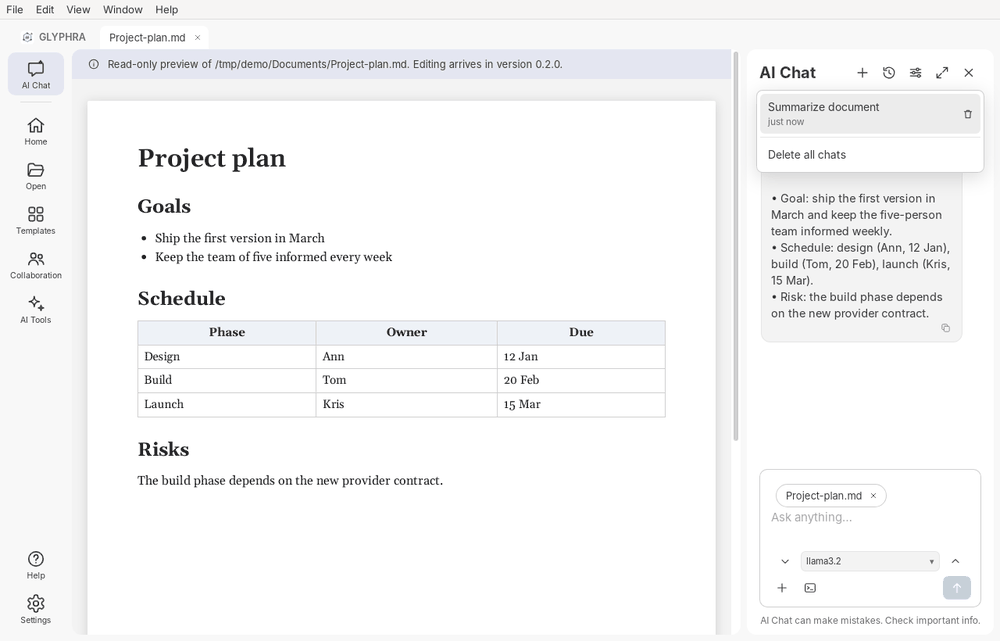 File Edit View Window Help
GLYPHRA
Project-plan.md ×
AI Chat
Home
Open
Templates
Collaboration
AI Tools
Help
Settings
Read-only preview of /tmp/demo/Documents/Project-plan.md. Editing arrives in version 0.2.0.
Project plan
Goals
• Ship the first version in March
• Keep the team of five informed every week
Schedule
Phase Owner Due
Design Ann 12 Jan
Build Tom 20 Feb
Launch Kris 15 Mar
Risks
The build phase depends on the new provider contract.
AI Chat
Summarize document
just now
Delete all chats
• Goal: ship the first version in
March and keep the five-person
team informed weekly.
• Schedule: design (Ann, 12 Jan),
build (Tom, 20 Feb), launch (Kris,
15 Mar).
• Risk: the build phase depends
on the new provider contract.
Project-plan.md ×
Ask anything...
llama3.2
AI Chat can make mistakes. Check important info.